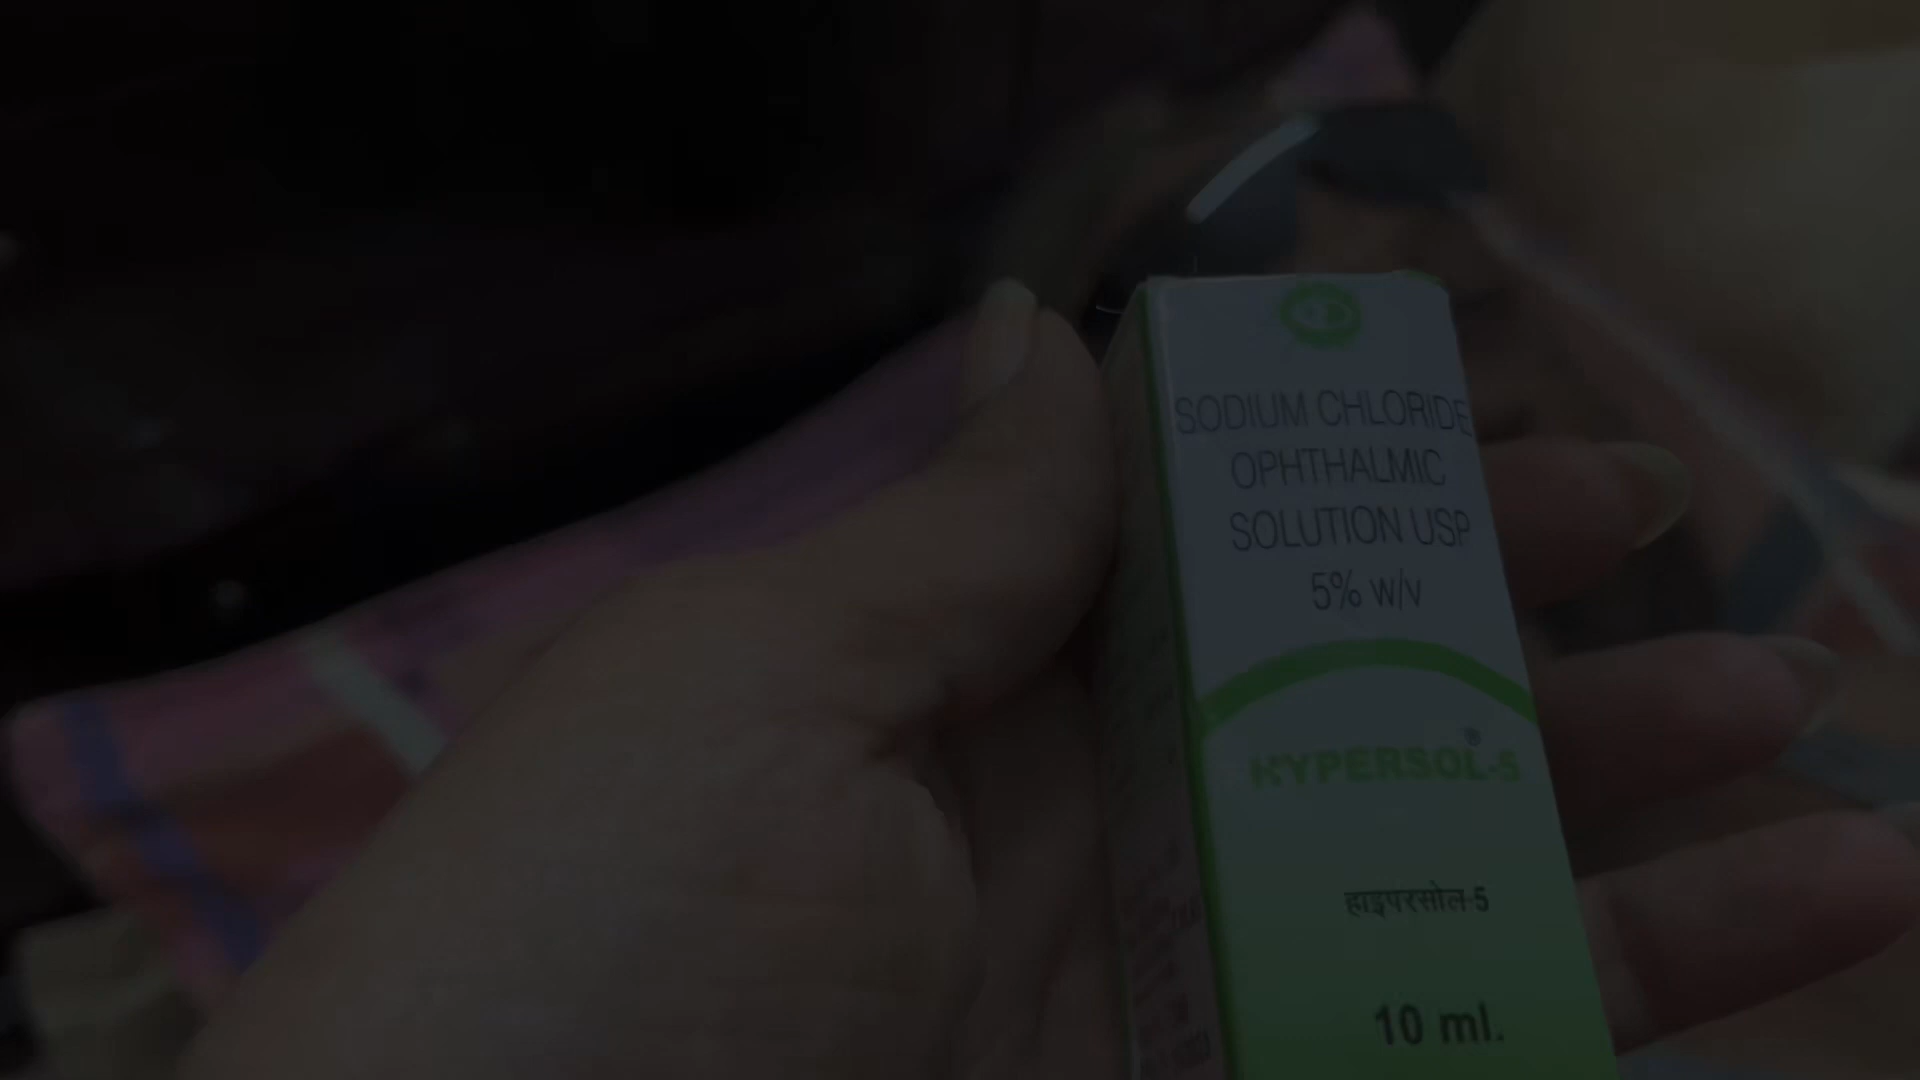 SODIUM CHLORIDE
OPHTHALMIC
SOLUTION USP
5% w/v
HYPERSOL-5
®
हाइपरसोल-5
10 ml.